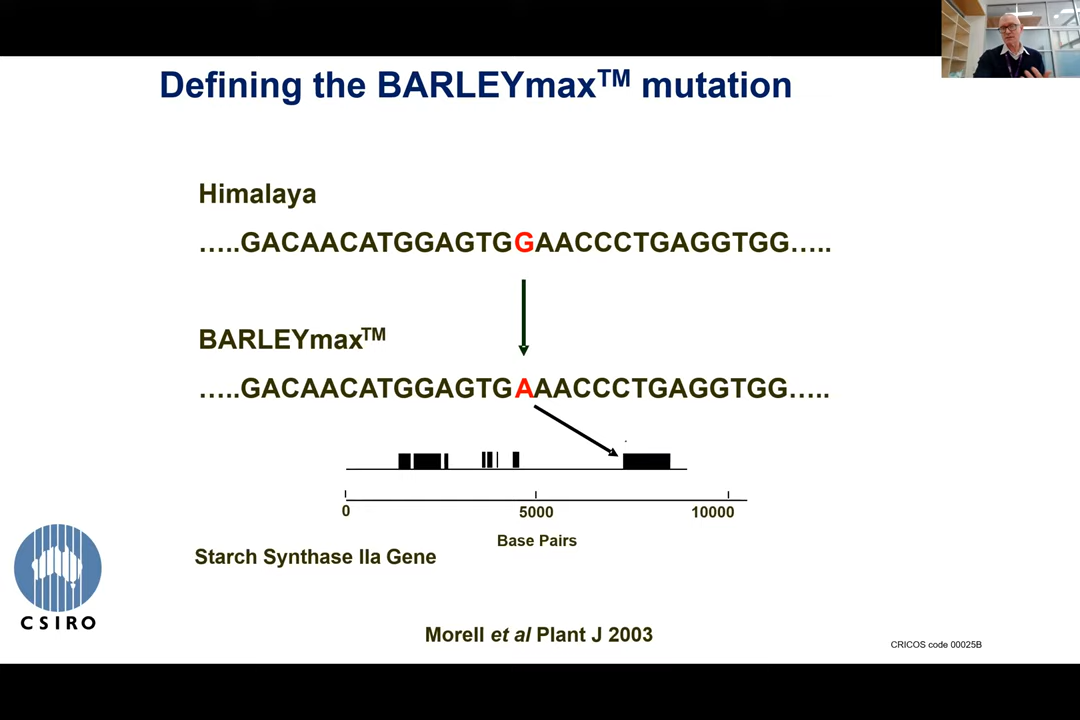 Defining the BARLEYmax™ mutation
Himalaya
…..GACAACATGGAGTGGAACCCTGAGGTGG…..
BARLEYmax™
…..GACAACATGGAGTGAAACCCTGAGGTGG…..
0 5000 10000
Base Pairs
Starch Synthase IIa Gene
CSIRO
Morell et al Plant J 2003
CRICOS code 00025B